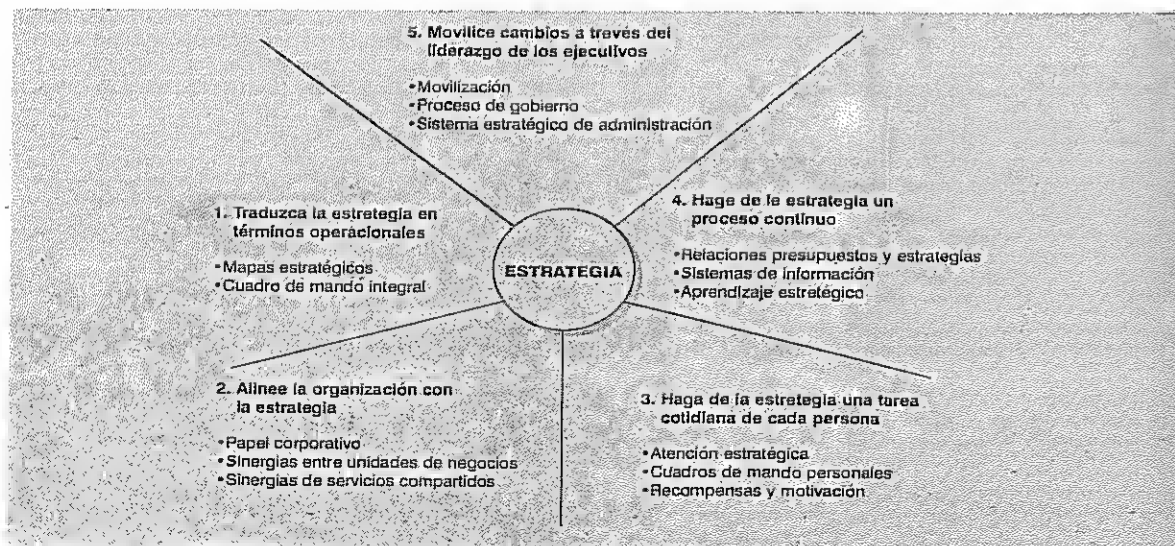 5. Movilice cambios a través del
liderazgo de los ejecutivos
•Movilización
•Proceso de gobierno
•Sistema estratégico de administración
1. Traduzca la estrategia en
términos operacionales
•Mapas estratégicos
•Cuadro de mando integral
ESTRATEGIA
4. Haga de la estrategia un
proceso continuo
•Relaciones presupuestos y estrategias
•Sistemas de información
•Aprendizaje estratégico
2. Alinee la organización con
la estrategia
•Papel corporativo
•Sinergias entre unidades de negocios
•Sinergias de servicios compartidos
3. Haga de la estrategia una tarea
cotidiana de cada persona
•Atención estratégica
•Cuadros de mando personales
•Recompensas y motivación